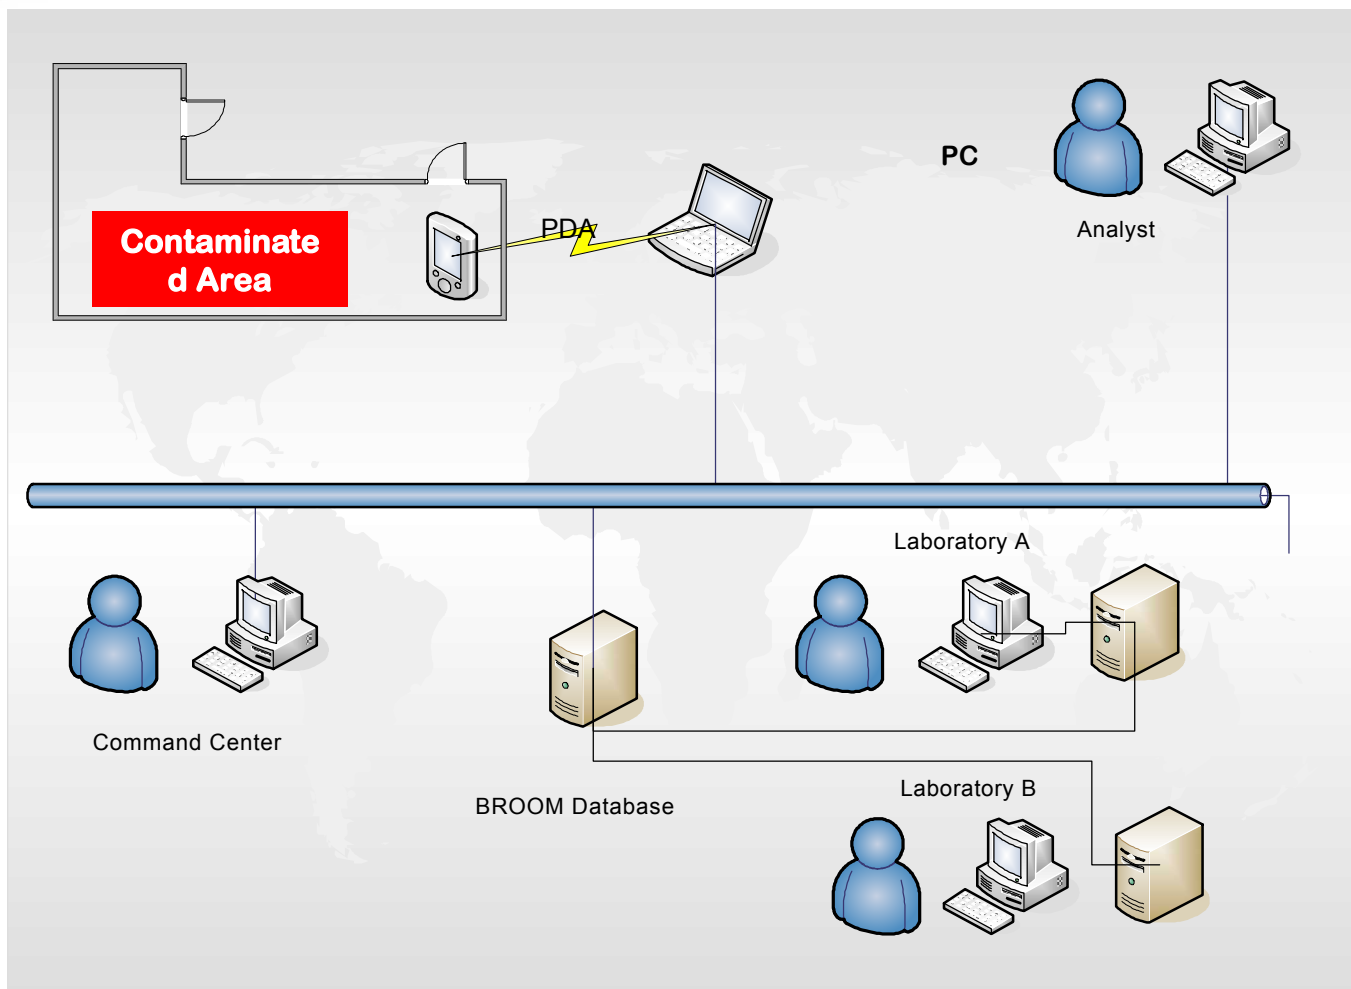 PC
Analyst
PDA
Contaminate
d Area
Laboratory A
Command Center
Laboratory B
BROOM Database